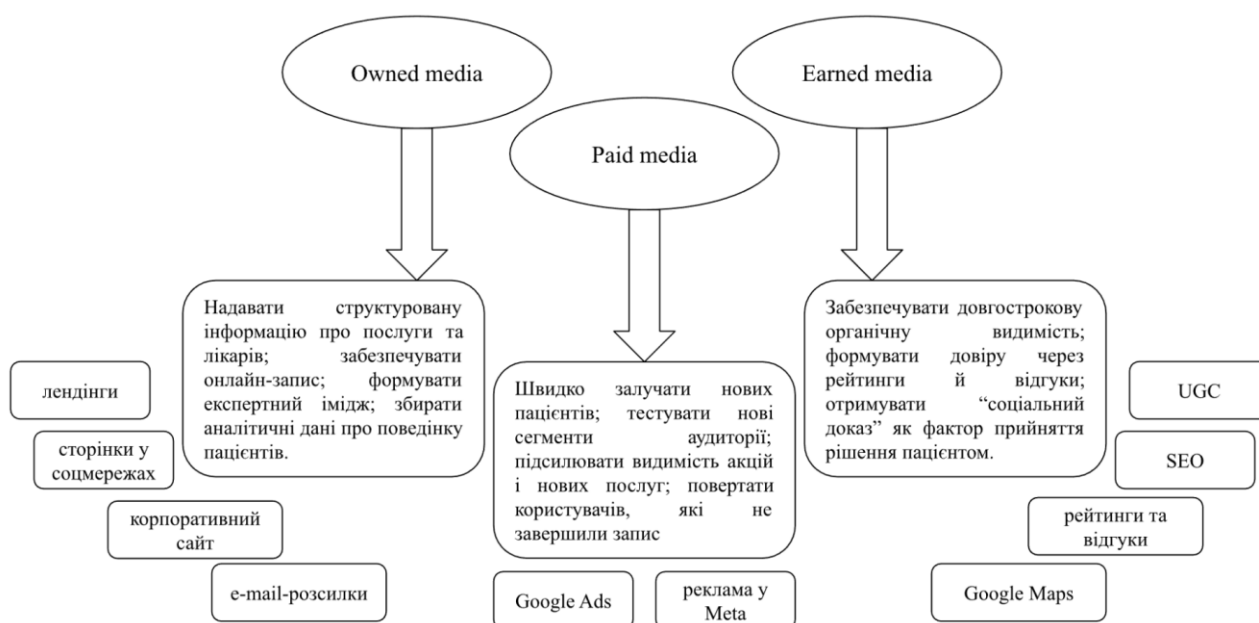 Owned media
Earned media
Paid media
Надавати структуровану
інформацію про послуги та
лікарів; забезпечувати
онлайн-запис; формувати
експертний імідж; збирати
аналітичні дані про поведінку
пацієнтів.
Швидко залучати нових
пацієнтів; тестувати нові
сегменти аудиторії;
підсилювати видимість акцій
і нових послуг; повертати
користувачів, які не
завершили запис
Забезпечувати довгострокову
органічну видимість;
формувати довіру через
рейтинги й відгуки;
отримувати “соціальний
доказ” як фактор прийняття
рішення пацієнтом.
лендінги
сторінки у
соцмережах
корпоративний
сайт
e-mail-розсилки
Google Ads
реклама у
Meta
UGC
SEO
рейтинги та
відгуки
Google Maps